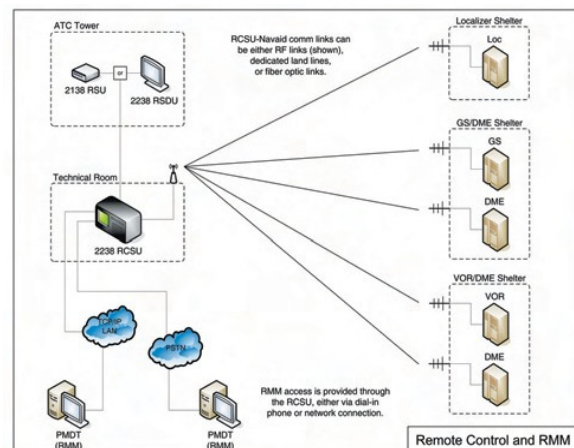 ATC Tower
or
2138 RSU
2238 RSDU
RCSU-Navaid comm links can
be either RF links (shown),
dedicated land lines,
or fiber optic links.
Localizer Shelter
Loc
GS/DME Shelter
GS
DME
Technical Room
2238 RCSU
VOR/DME Shelter
VOR
DME
TCP/IP
LAN
PSTN
PMDT
(RMM)
PMDT
(RMM)
RMM access is provided through
the RCSU, either via dial-in
phone or network connection.
Remote Control and RMM